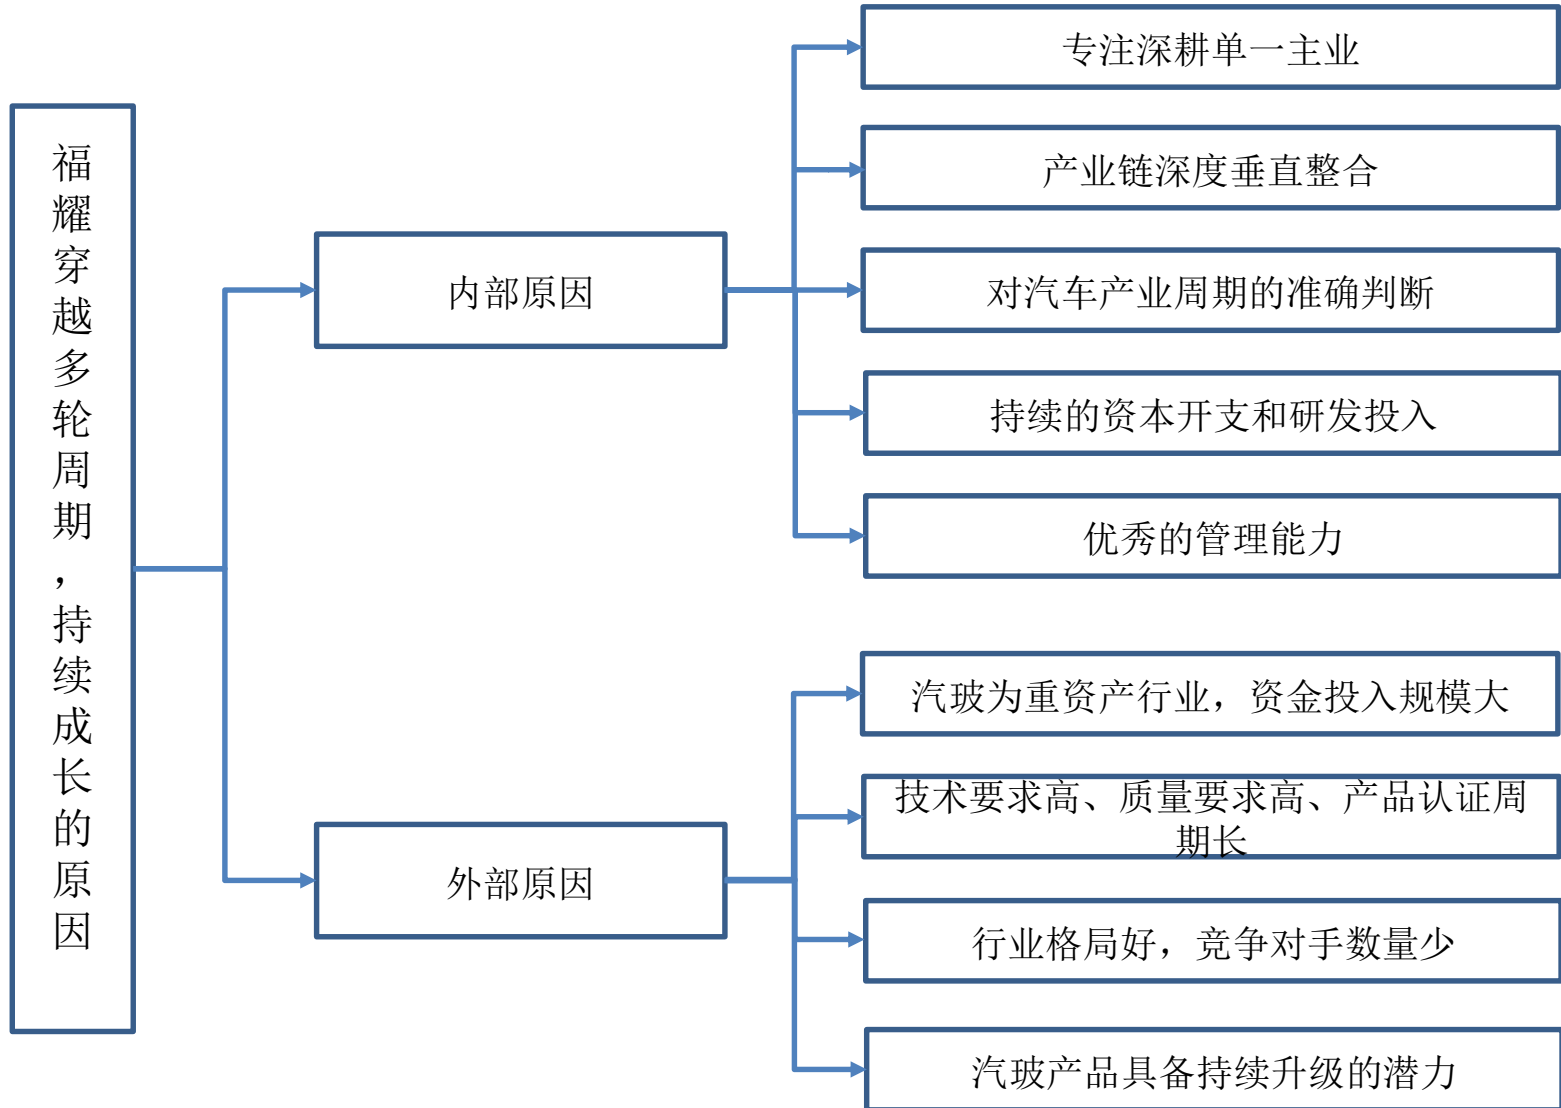 福耀穿越多轮周期，持续成长的原因
内部原因
专注深耕单一主业
产业链深度垂直整合
对汽车产业周期的准确判断
持续的资本开支和研发投入
优秀的管理能力
外部原因
汽玻为重资产行业，资金投入规模大
技术要求高、质量要求高、产品认证周
期长
行业格局好，竞争对手数量少
汽玻产品具备持续升级的潜力